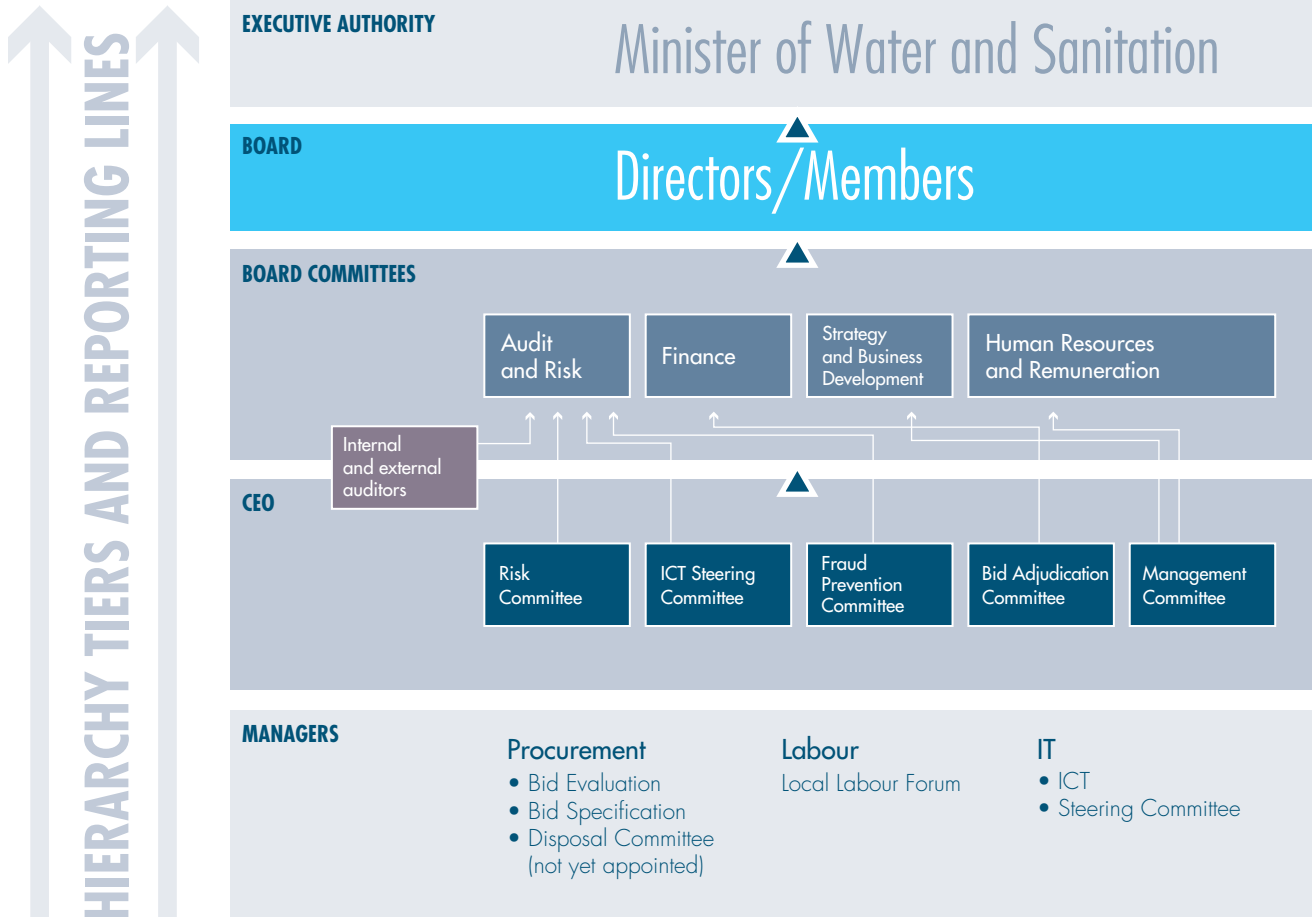 HIERARCHY TIERS AND REPORTING LINES
EXECUTIVE AUTHORITY
Minister of Water and Sanitation
BOARD
Directors/Members
BOARD COMMITTEES
Audit
and Risk
Finance
Strategy
and Business
Development
Human Resources
and Remuneration
Internal
and external
auditors
CEO
Risk
Committee
ICT Steering
Committee
Fraud
Prevention
Committee
Bid Adjudication
Committee
Management
Committee
MANAGERS
Procurement
• Bid Evaluation
• Bid Specification
• Disposal Committee
(not yet appointed)
Labour
Local Labour Forum
IT
• ICT
• Steering Committee